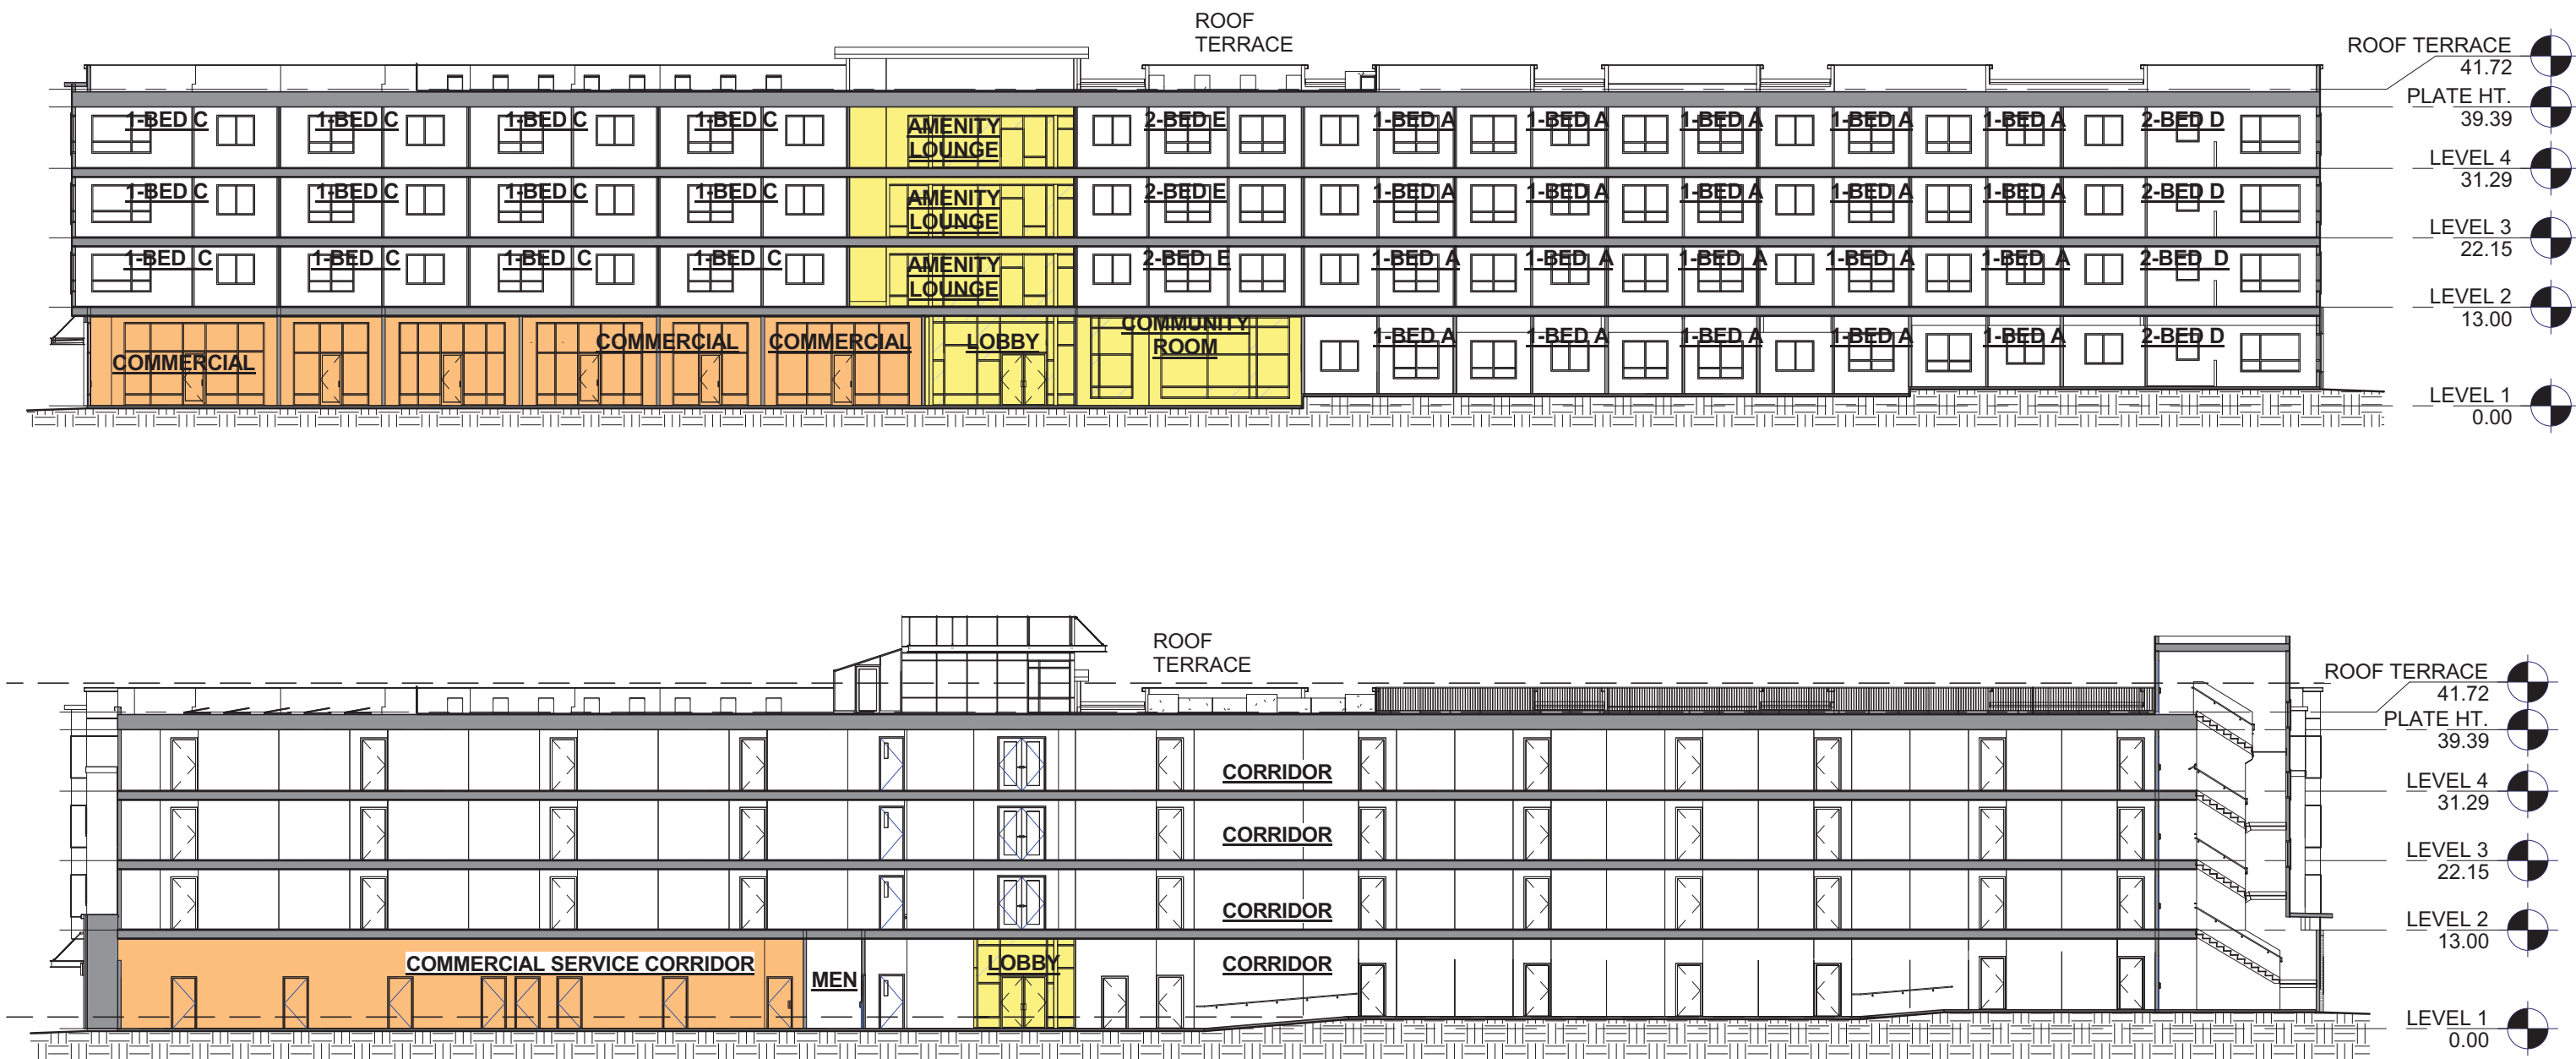 ROOF
TERRACE
ROOF TERRACE
41.72
PLATE HT.
39.39
1-BED C 1-BED C 1-BED C 1-BED C AMENITY 2-BED E 1-BED A 1-BED A 1-BED A 1-BED A 1-BED A 2-BED D
LOUNGE
LEVEL 4
31.29
1-BED C 1-BED C 1-BED C 1-BED C AMENITY 2-BED E 1-BED A 1-BED A 1-BED A 1-BED A 1-BED A 2-BED D
LOUNGE
LEVEL 3
22.15
1-BED C 1-BED C 1-BED C 1-BED C AMENITY 2-BED E 1-BED A 1-BED A 1-BED A 1-BED A 1-BED A 2-BED D
LOUNGE
LEVEL 2
13.00
COMMERCIAL COMMERCIAL COMMERCIAL LOBBY COMMUNITY
ROOM
1-BED A 1-BED A 1-BED A 1-BED A 1-BED A 2-BED D
LEVEL 1
0.00
ROOF
TERRACE
ROOF TERRACE
41.72
PLATE HT.
39.39
CORRIDOR
LEVEL 4
31.29
CORRIDOR
LEVEL 3
22.15
CORRIDOR
LEVEL 2
13.00
COMMERCIAL SERVICE CORRIDOR MEN LOBBY CORRIDOR
LEVEL 1
0.00